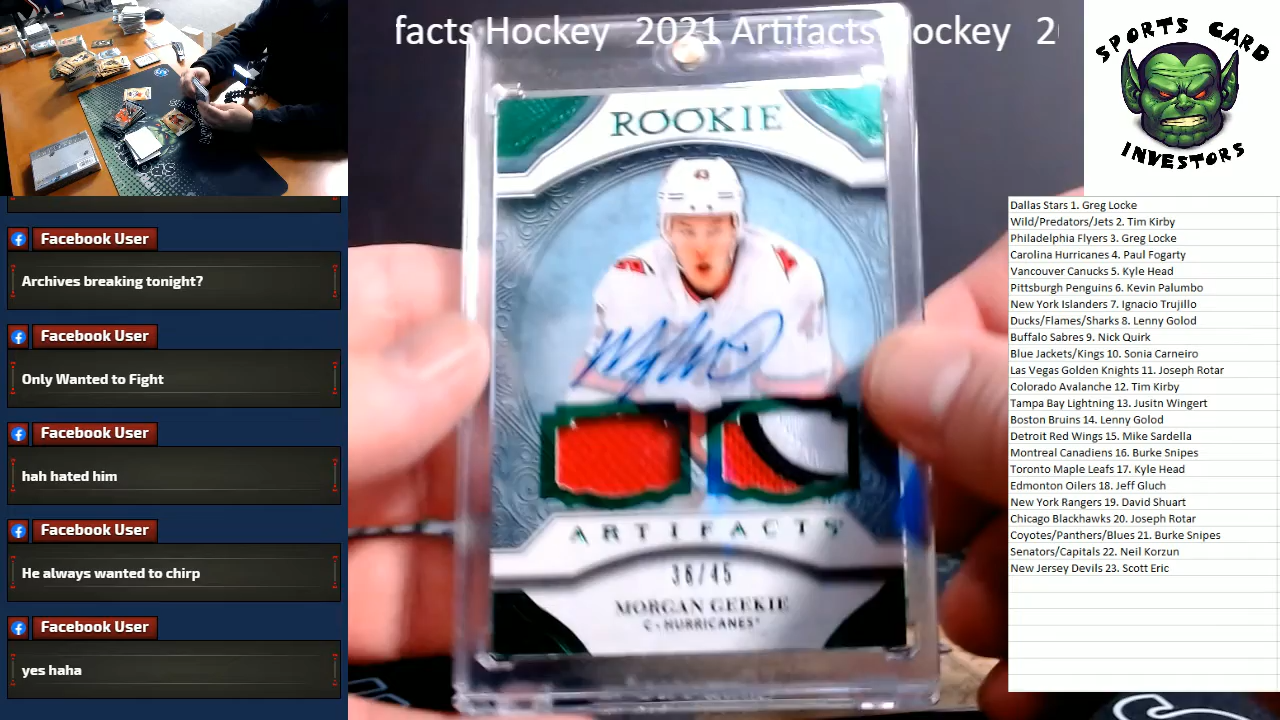 facts Hockey 2021 Artifacts Hockey 2
SPORTS CARD
INVESTORS
Facebook User
Archives breaking tonight?
Facebook User
Only Wanted to Fight
Facebook User
hah hated him
Facebook User
He always wanted to chirp
Facebook User
yes haha
ROOKIE
ARTIFACTS
36/45
MORGAN GEEKIE
C • HURRICANES
Dallas Stars 1. Greg Locke
Wild/Predators/Jets 2. Tim Kirby
Philadelphia Flyers 3. Greg Locke
Carolina Hurricanes 4. Paul Fogarty
Vancouver Canucks 5. Kyle Head
Pittsburgh Penguins 6. Kevin Palumbo
New York Islanders 7. Ignacio Trujillo
Ducks/Flames/Sharks 8. Lenny Golod
Buffalo Sabres 9. Nick Quirk
Blue Jackets/Kings 10. Sonia Carneiro
Las Vegas Golden Knights 11. Joseph Rotar
Colorado Avalanche 12. Tim Kirby
Tampa Bay Lightning 13. Jusitn Wingert
Boston Bruins 14. Lenny Golod
Detroit Red Wings 15. Mike Sardella
Montreal Canadiens 16. Burke Snipes
Toronto Maple Leafs 17. Kyle Head
Edmonton Oilers 18. Jeff Gluch
New York Rangers 19. David Shuart
Chicago Blackhawks 20. Joseph Rotar
Coyotes/Panthers/Blues 21. Burke Snipes
Senators/Capitals 22. Neil Korzun
New Jersey Devils 23. Scott Eric